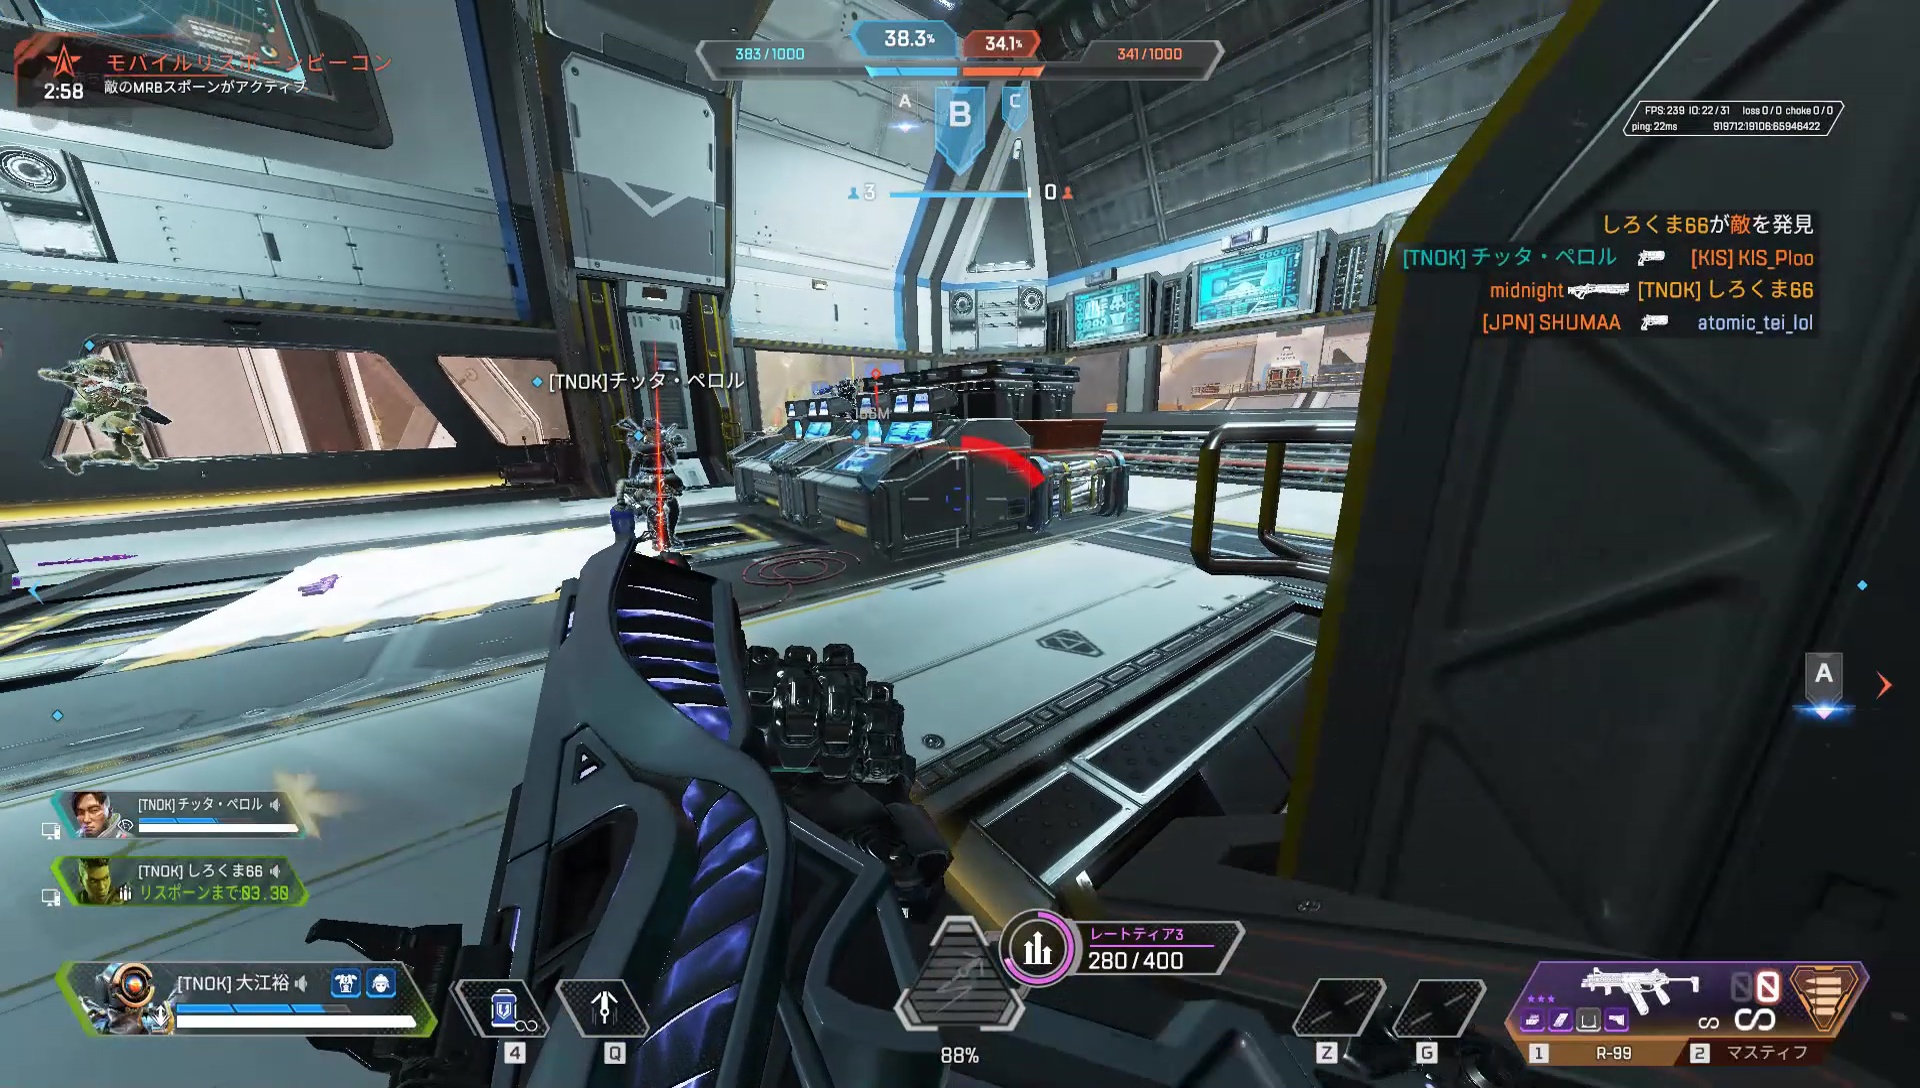 モバイルリスポーンビーコン
2:58
敵のMRBスポーンがアクティブ
383/1000
38.3%
34.1%
341/1000
A
B
C
3
0
FPS:239 IO:22/31 loss 0/0 choke 0/0
ping:22ms 919712:19106:65946422
しろくま66が敵を発見
[TNOK] チッタ・ペロル [KIS] KIS_Ploo
midnight [TNOK] しろくま66
[JPN] SHUMAA atomic_tei_lol
[TNOK]チッタ・ペロル
A
[TNOK] チッタ・ペロル
[TNOK] しろくま66
リスポーンまで:03.30
[TNOK] 大江裕
4
Q
レートティア3
280/400
88%
Z
G
0 0
∞ ∞
1 R-99
2 マスティフ